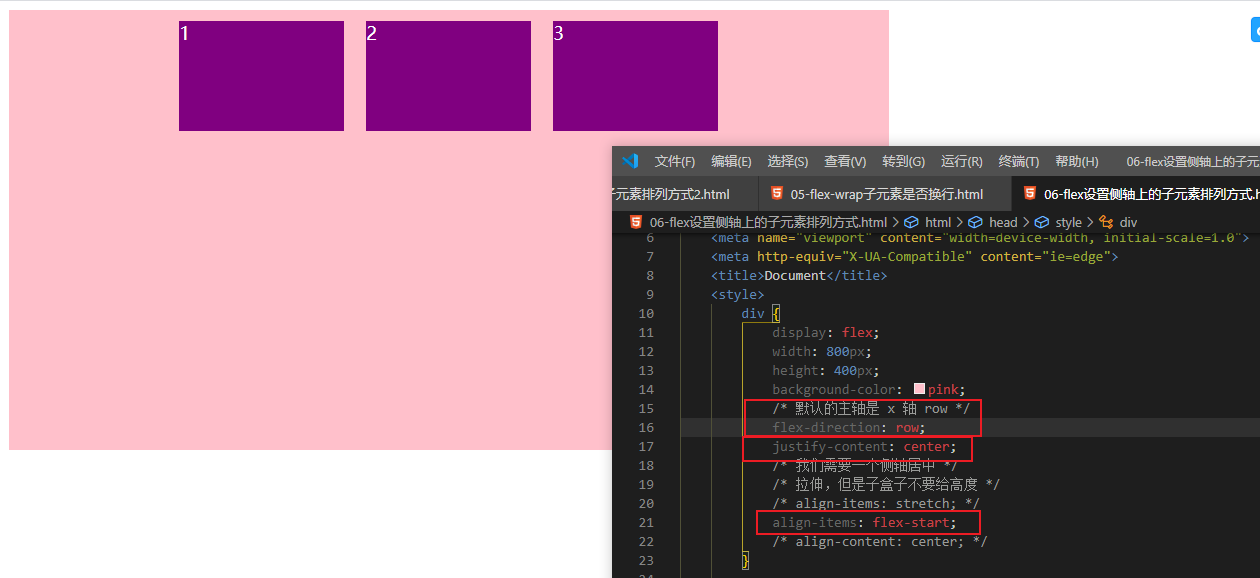 1 2 3
文件(F) 编辑(E) 选择(S) 查看(V) 转到(G) 运行(R) 终端(T) 帮助(H) 06-flex设置侧轴上的子元
子元素排列方式2.html 05-flex-wrap子元素是否换行.html 06-flex设置侧轴上的子元素排列方式.h
06-flex设置侧轴上的子元素排列方式.html > html > head > style > div
6 <meta name="viewport" content="width=device-width, initial-scale=1.0">
7 <meta http-equiv="X-UA-Compatible" content="ie=edge">
8 <title>Document</title>
9 <style>
10 div {
11 display: flex;
12 width: 800px;
13 height: 400px;
14 background-color: pink;
15 /* 默认的主轴是 x 轴 row */
16 flex-direction: row;
17 justify-content: center;
18 /* 我们需要一个侧轴居中 */
19 /* 拉伸，但是子盒子不要给高度 */
20 /* align-items: stretch; */
21 align-items: flex-start;
22 /* align-content: center; */
23 }